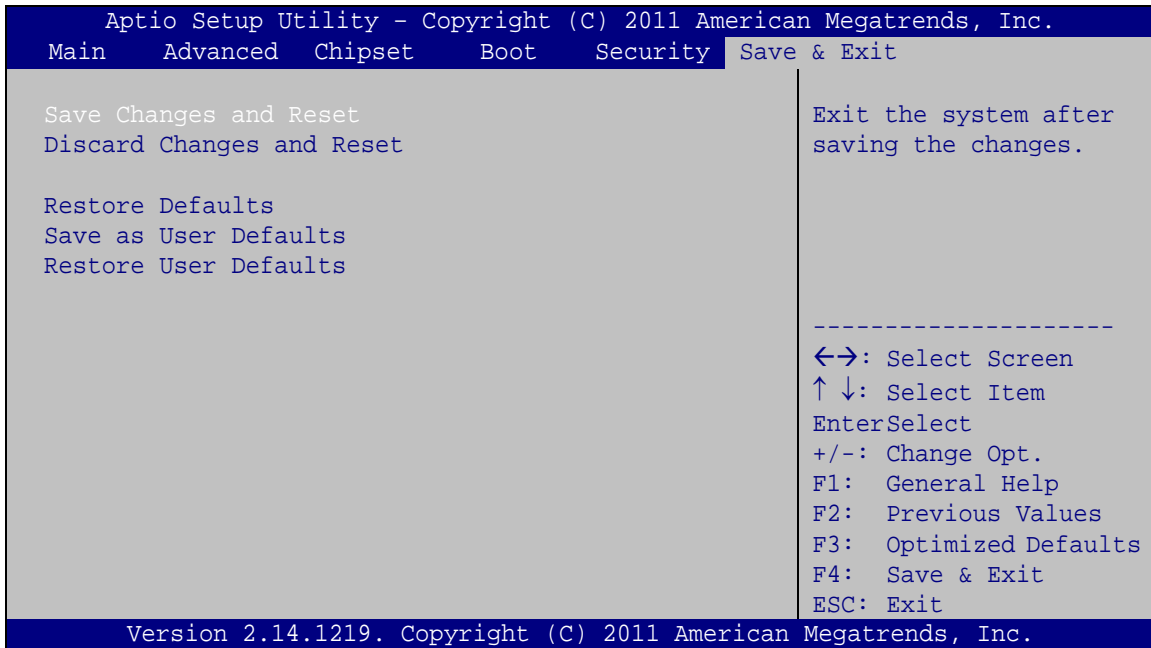 Aptio Setup Utility – Copyright (C) 2011 American Megatrends, Inc.
Main Advanced Chipset Boot Security Save & Exit
Save Changes and Reset
Discard Changes and Reset
Restore Defaults
Save as User Defaults
Restore User Defaults
Exit the system after
saving the changes.
---------------------
←→: Select Screen
↑ ↓: Select Item
EnterSelect
+/-: Change Opt.
F1: General Help
F2: Previous Values
F3: Optimized Defaults
F4: Save & Exit
ESC: Exit
Version 2.14.1219. Copyright (C) 2011 American Megatrends, Inc.